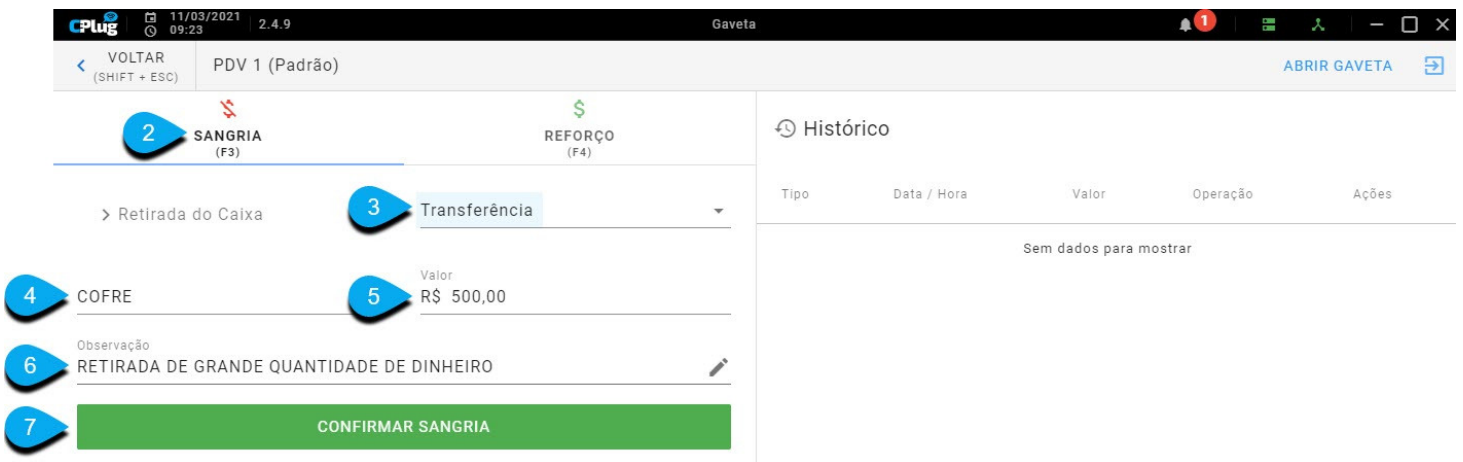 CPlug 11/03/2021 09:23 2.4.9 Gaveta 1
VOLTAR
(SHIFT + ESC)
PDV 1 (Padrão)
ABRIR GAVETA
2
SANGRIA
(F3)
REFORÇO
(F4)
Histórico
3
> Retirada do Caixa
Transferência
Tipo Data / Hora Valor Operação Ações
Sem dados para mostrar
4
COFRE
5
Valor
R$ 500,00
6
Observação
RETIRADA DE GRANDE QUANTIDADE DE DINHEIRO
7
CONFIRMAR SANGRIA